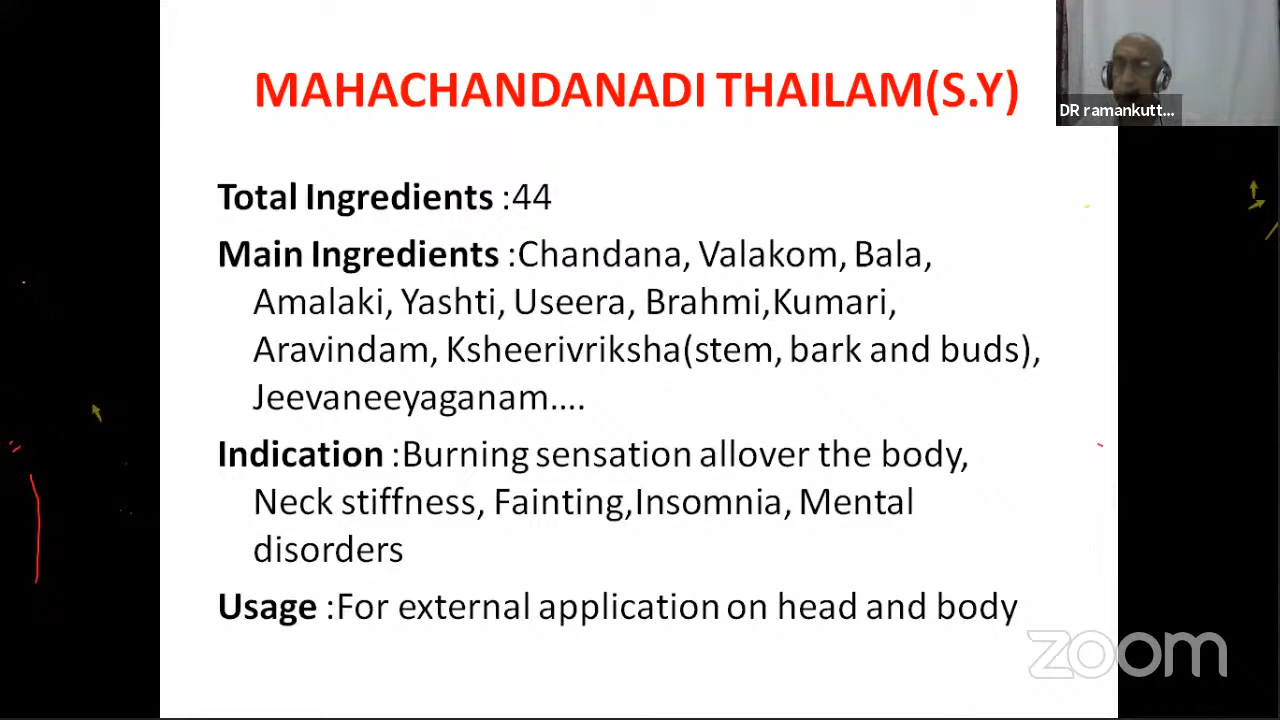 MAHACHANDANADI THAILAM(S.Y)
DR ramankutt...
Total Ingredients :44
Main Ingredients :Chandana, Valakom, Bala,
Amalaki, Yashti, Useera, Brahmi,Kumari,
Aravindam, Ksheerivriksha(stem, bark and buds),
Jeevaneeyaganam....
Indication :Burning sensation allover the body,
Neck stiffness, Fainting,Insomnia, Mental
disorders
Usage :For external application on head and body
zoom